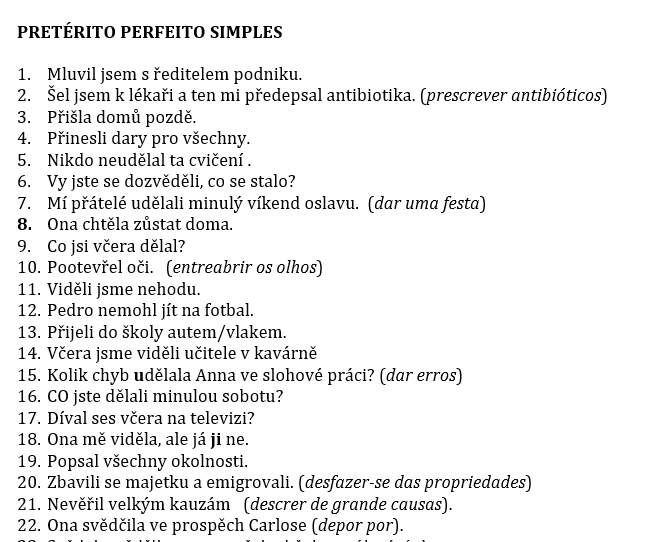 PRETÉRITO PERFEITO SIMPLES
1. Mluvil jsem s ředitelem podniku.
2. Šel jsem k lékaři a ten mi předepsal antibiotika. (prescrever antibióticos)
3. Přišla domů pozdě.
4. Přinesli dary pro všechny.
5. Nikdo neudělal ta cvičení .
6. Vy jste se dozvěděli, co se stalo?
7. Mí přátelé udělali minulý víkend oslavu. (dar uma festa)
8. Ona chtěla zůstat doma.
9. Co jsi včera dělal?
10. Pootevřel oči. (entreabrir os olhos)
11. Viděli jsme nehodu.
12. Pedro nemohl jít na fotbal.
13. Přijeli do školy autem/vlakem.
14. Včera jsme viděli učitele v kavárně
15. Kolik chyb udělala Anna ve slohové práci? (dar erros)
16. CO jste dělali minulou sobotu?
17. Díval ses včera na televizi?
18. Ona mě viděla, ale já ji ne.
19. Popsal všechny okolnosti.
20. Zbavili se majetku a emigrovali. (desfazer-se das propriedades)
21. Nevěřil velkým kauzám (descrer de grande causas).
22. Ona svědčila ve prospěch Carlose (depor por).